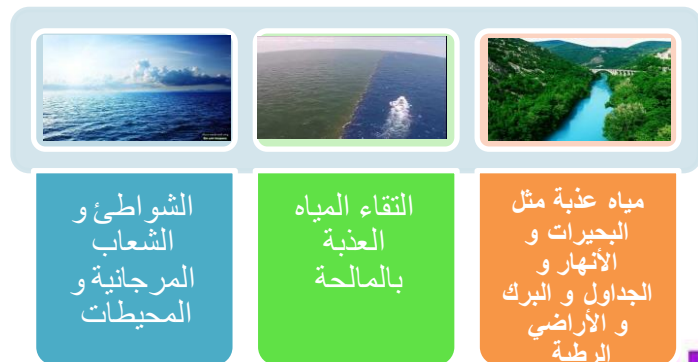 مياه عذبة مثل
البحيرات و
الأنهار و
الجداول و البرك
و الأراضي
الرطبة
التقاء المياه
العذبة
بالمالحة
الشواطئ و
الشعاب
المرجانية و
المحيطات